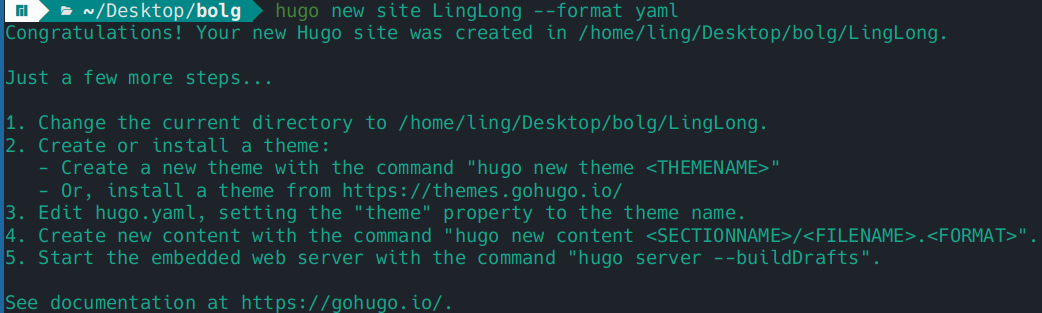 ~/Desktop/bolg hugo new site LingLong --format yaml
Congratulations! Your new Hugo site was created in /home/ling/Desktop/bolg/LingLong.
Just a few more steps...
1. Change the current directory to /home/ling/Desktop/bolg/LingLong.
2. Create or install a theme:
- Create a new theme with the command "hugo new theme <THEMENAME>"
- Or, install a theme from https://themes.gohugo.io/
3. Edit hugo.yaml, setting the "theme" property to the theme name.
4. Create new content with the command "hugo new content <SECTIONNAME>/<FILENAME>.<FORMAT>".
5. Start the embedded web server with the command "hugo server --buildDrafts".
See documentation at https://gohugo.io/.